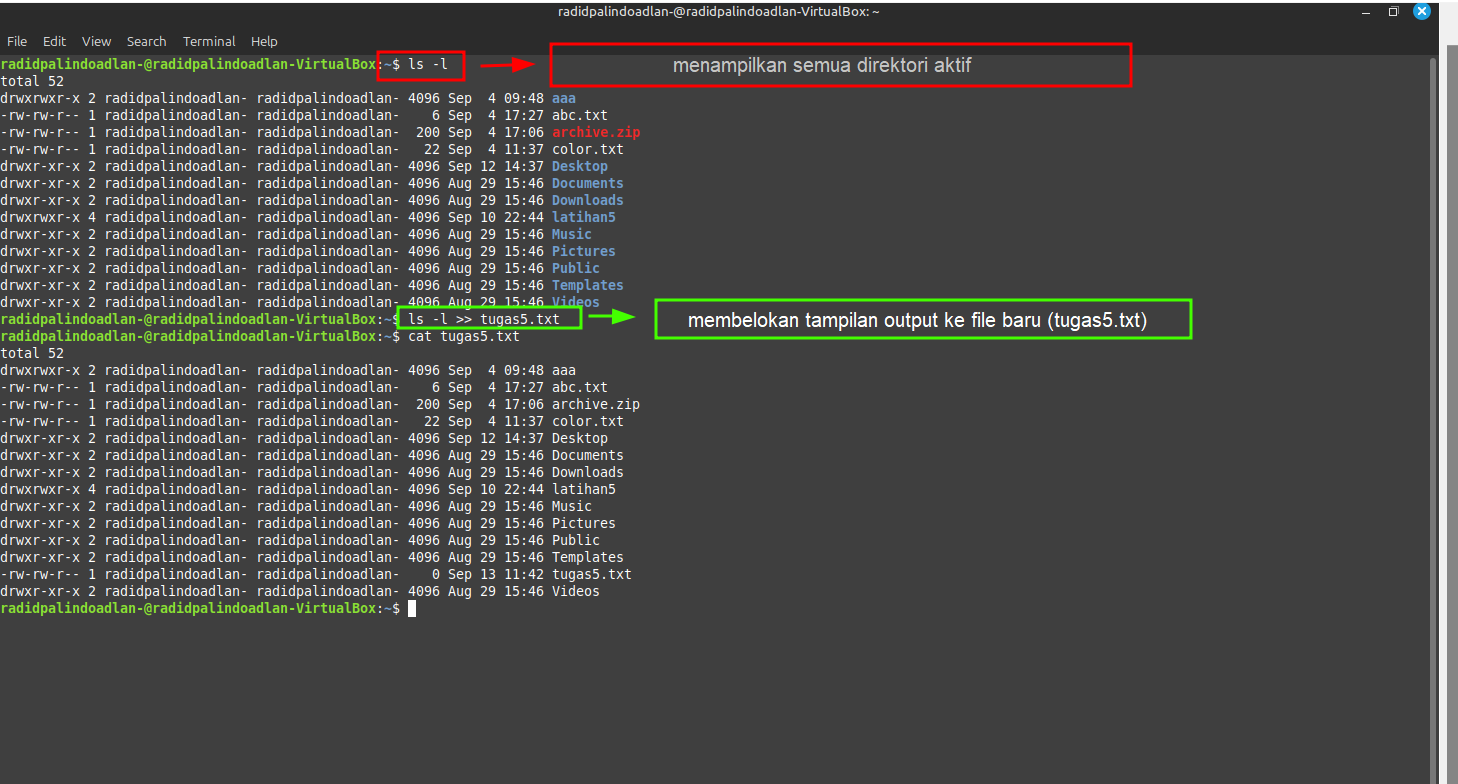 radidpalindoadlan-@radidpalindoadlan-VirtualBox: ~
File Edit View Search Terminal Help
radidpalindoadlan-@radidpalindoadlan-VirtualBox:~$ ls -l menampilkan semua direktori aktif
total 52
drwxrwxr-x 2 radidpalindoadlan- radidpalindoadlan- 4096 Sep  4 09:48 aaa
-rw-rw-r-- 1 radidpalindoadlan- radidpalindoadlan-    6 Sep  4 17:27 abc.txt
-rw-rw-r-- 1 radidpalindoadlan- radidpalindoadlan-  200 Sep  4 17:06 archive.zip
-rw-rw-r-- 1 radidpalindoadlan- radidpalindoadlan-   22 Sep  4 11:37 color.txt
drwxr-xr-x 2 radidpalindoadlan- radidpalindoadlan- 4096 Sep 12 14:37 Desktop
drwxr-xr-x 2 radidpalindoadlan- radidpalindoadlan- 4096 Aug 29 15:46 Documents
drwxr-xr-x 2 radidpalindoadlan- radidpalindoadlan- 4096 Aug 29 15:46 Downloads
drwxrwxr-x 4 radidpalindoadlan- radidpalindoadlan- 4096 Sep 10 22:44 latihan5
drwxr-xr-x 2 radidpalindoadlan- radidpalindoadlan- 4096 Aug 29 15:46 Music
drwxr-xr-x 2 radidpalindoadlan- radidpalindoadlan- 4096 Aug 29 15:46 Pictures
drwxr-xr-x 2 radidpalindoadlan- radidpalindoadlan- 4096 Aug 29 15:46 Public
drwxr-xr-x 2 radidpalindoadlan- radidpalindoadlan- 4096 Aug 29 15:46 Templates
drwxr-xr-x 2 radidpalindoadlan- radidpalindoadlan- 4096 Aug 29 15:46 Videos
radidpalindoadlan-@radidpalindoadlan-VirtualBox:~$ ls -l >> tugas5.txt membelokan tampilan output ke file baru (tugas5.txt)
radidpalindoadlan-@radidpalindoadlan-VirtualBox:~$ cat tugas5.txt
total 52
drwxrwxr-x 2 radidpalindoadlan- radidpalindoadlan- 4096 Sep  4 09:48 aaa
-rw-rw-r-- 1 radidpalindoadlan- radidpalindoadlan-    6 Sep  4 17:27 abc.txt
-rw-rw-r-- 1 radidpalindoadlan- radidpalindoadlan-  200 Sep  4 17:06 archive.zip
-rw-rw-r-- 1 radidpalindoadlan- radidpalindoadlan-   22 Sep  4 11:37 color.txt
drwxr-xr-x 2 radidpalindoadlan- radidpalindoadlan- 4096 Sep 12 14:37 Desktop
drwxr-xr-x 2 radidpalindoadlan- radidpalindoadlan- 4096 Aug 29 15:46 Documents
drwxr-xr-x 2 radidpalindoadlan- radidpalindoadlan- 4096 Aug 29 15:46 Downloads
drwxrwxr-x 4 radidpalindoadlan- radidpalindoadlan- 4096 Sep 10 22:44 latihan5
drwxr-xr-x 2 radidpalindoadlan- radidpalindoadlan- 4096 Aug 29 15:46 Music
drwxr-xr-x 2 radidpalindoadlan- radidpalindoadlan- 4096 Aug 29 15:46 Pictures
drwxr-xr-x 2 radidpalindoadlan- radidpalindoadlan- 4096 Aug 29 15:46 Public
drwxr-xr-x 2 radidpalindoadlan- radidpalindoadlan- 4096 Aug 29 15:46 Templates
-rw-rw-r-- 1 radidpalindoadlan- radidpalindoadlan-    0 Sep 13 11:42 tugas5.txt
drwxr-xr-x 2 radidpalindoadlan- radidpalindoadlan- 4096 Aug 29 15:46 Videos
radidpalindoadlan-@radidpalindoadlan-VirtualBox:~$